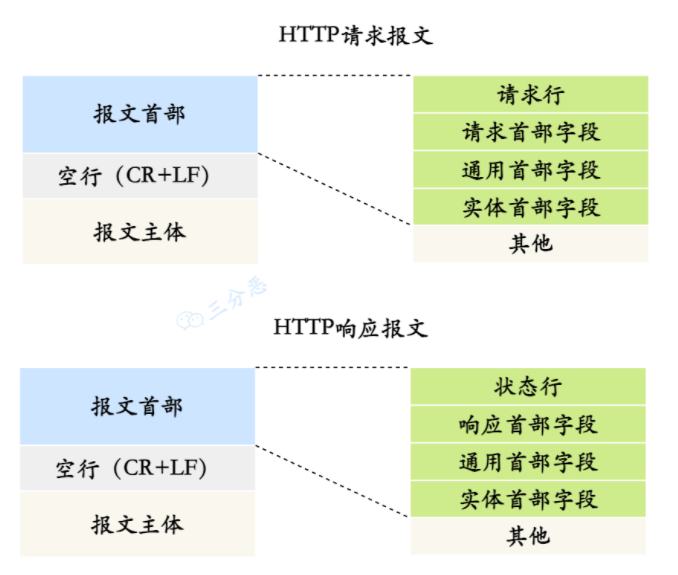 HTTP请求报文
报文首部
空行（CR+LF)
报文主体
请求行
请求首部字段
通用首部字段
实体首部字段
其他
三分恶
HTTP响应报文
报文首部
空行（CR+LF)
报文主体
状态行
响应首部字段
通用首部字段
实体首部字段
其他